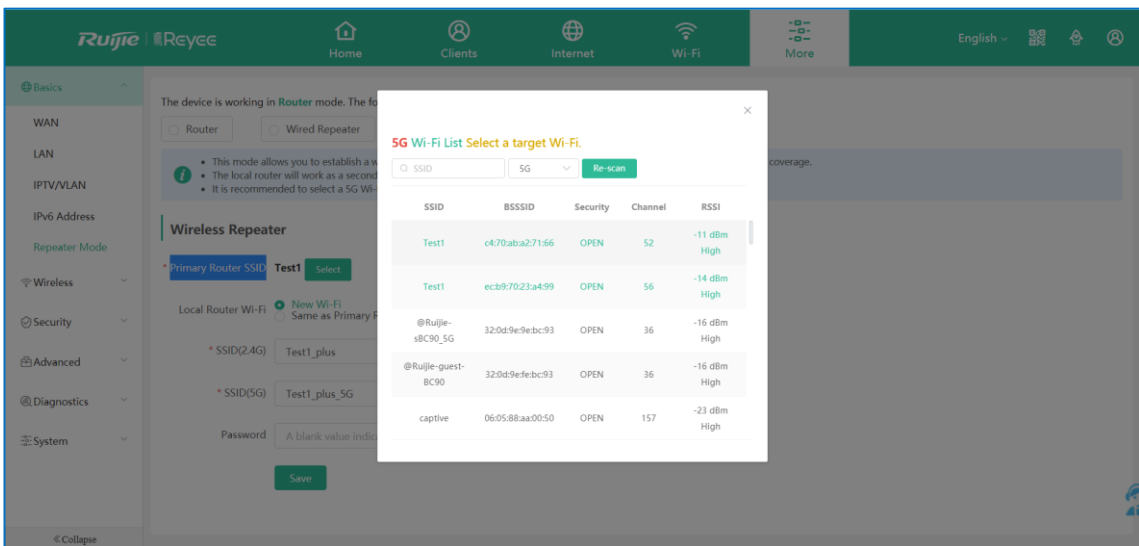 Ruijie | Reyee
Home
Clients
Internet
Wi-Fi
More
English
Basics
WAN
LAN
IPTV/VLAN
IPv6 Address
Repeater Mode
Wireless
Security
Advanced
Diagnostics
System
Collapse
The device is working in Router mode. The fo
Router
Wired Repeater
This mode allows you to establish a w
coverage.
The local router will work as a second
It is recommended to select a 5G Wi-
Wireless Repeater
* Primary Router SSID Test1 Select
Local Router Wi-Fi New Wi-Fi
Same as Primary
* SSID(2.4G) Test1_plus
* SSID(5G) Test1_plus_5G
Password A blank value indic
Save
5G Wi-Fi List Select a target Wi-Fi.
SSID 5G Re-scan
SSID BSSSID Security Channel RSSI
Test1 c4:70:ab:a2:71:66 OPEN 52 -11 dBm
High
Test1 ec:b9:70:23:a4:99 OPEN 56 -14 dBm
High
@Ruijie-
sBC90_5G 32:0d:9e:9e:bc:93 OPEN 36 -16 dBm
High
@Ruijie-guest-
BC90 32:0d:9e:fe:bc:93 OPEN 36 -16 dBm
High
captive 06:05:88:aa:00:50 OPEN 157 -23 dBm
High